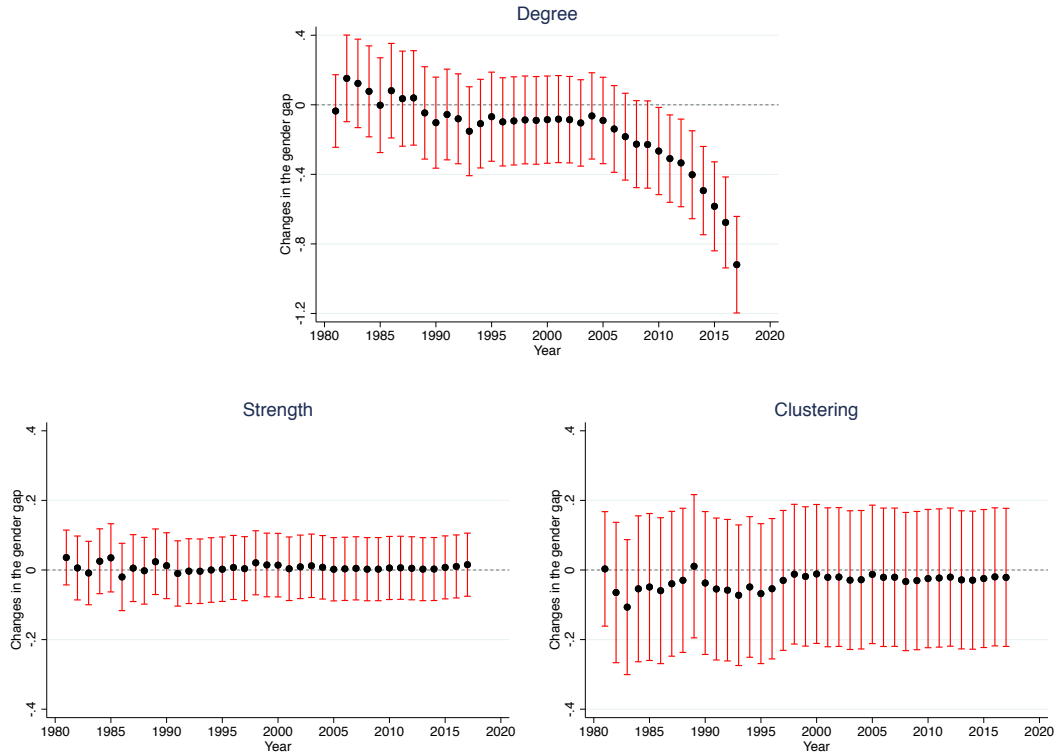 Degree
Changes in the gender gap
.4
0
-.4
-.8
-1.2
1980 1985 1990 1995 2000 2005 2010 2015 2020
Year
Strength
Changes in the gender gap
.4
.2
0
-.2
-.4
1980 1985 1990 1995 2000 2005 2010 2015 2020
Year
Clustering
Changes in the gender gap
.4
.2
0
-.2
-.4
1980 1985 1990 1995 2000 2005 2010 2015 2020
Year